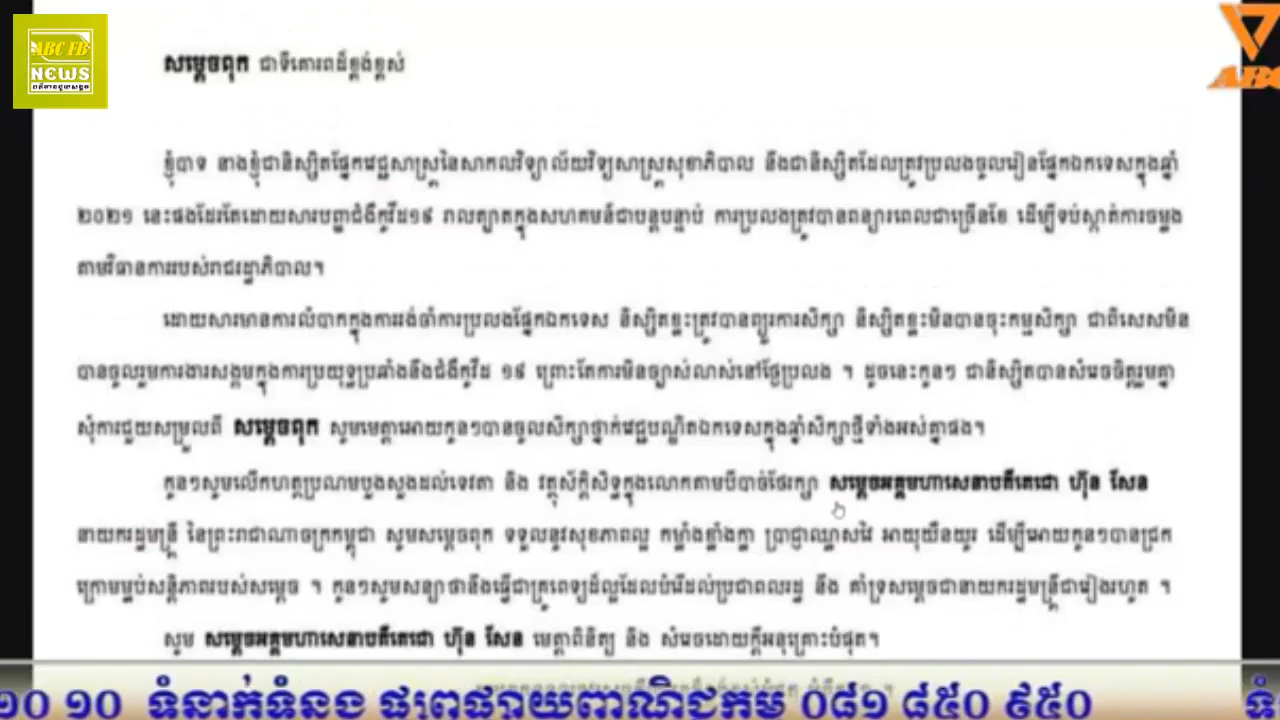 ABC FB
NEWS
ព័ត៌មានជួយសង្គម
ABC
សម្តេចពុក ជាទីគោរពដ៏ខ្ពង់ខ្ពស់
ខ្ញុំបាទ នាងខ្ញុំជានិស្សិតផ្នែកវេជ្ជសាស្ត្រនៃសាកលវិទ្យាល័យវិទ្យសាស្ត្រសុខាភិបាល នឹងជានិស្សិតដែលត្រូវប្រលងចូលរៀនផ្នែកឯកទេសក្នុងឆ្នាំ
២០២១ នេះផងដែរតែដោយសារបញ្ហាជំងឺកូវីដ១៩ រាលត្បាតក្នុងសហគមន៍ជាបន្តបន្ទាប់ ការប្រលងត្រូវបានពន្យារពេលជាច្រើនខែ ដើម្បីទប់ស្កាត់ការចម្លង
តាមវិធានការរបស់រាជរដ្ឋាភិបាល។
ដោយសារមានការលំបាកក្នុងការរង់ចាំការប្រលងផ្នែកឯកទេស និស្សិតខ្លះត្រូវបានព្យួរការសិក្សា និស្សិតខ្លះមិនបានចុះកម្មសិក្សា ជាពិសេសមិន
បានចូលរួមការងារសង្គមក្នុងការប្រយុទ្ធប្រឆាំងនឹងជំងឺកូវីដ ១៩ ព្រោះតែការមិនច្បាស់លាស់នៅថ្ងៃប្រលង ។ ដូចនេះកូនៗ ជានិស្សិតបានសំរេចចិត្តរួមគ្នា
សុំការជួយសម្រួលពី សម្តេចពុក សូមមេត្តាអោយកូនៗបានចូលសិក្សាថ្នាក់វេជ្ជបណ្ឌិតឯកទេសក្នុងឆ្នាំសិក្សាថ្មីទាំងអស់គ្នាផង។
កូនៗសូមលើកហត្ថប្រណមបួងសួងដល់ទេវតា និង វត្ថុស័ក្តិសិទ្ធក្នុងលោកតាមបីបាច់ថែរក្សា សម្តេចអគ្គមហាសេនាបតីតេជោ ហ៊ុន សែន
នាយករដ្ឋមន្ត្រី នៃព្រះរាជាណាចក្រកម្ពុជា សូមសម្តេចពុក ទទួលនូវសុខភាពល្អ កម្លាំងខ្លាំងក្លា ប្រាជ្ញាឈ្លាសវៃ អាយុយឺនយូរ ដើម្បីអោយកូនៗបានជ្រក
ក្រោមម្លប់សន្តិភាពរបស់សម្តេច ។ កូនៗសូមសន្យាថានឹងធ្វើជាគ្រូពេទ្យដ៏ល្អដែលបំរើដល់ប្រជាពលរដ្ឋ នឹង គាំទ្រសម្តេចជានាយករដ្ឋមន្ត្រីជារៀងរហូត ។
សូម សម្តេចអគ្គមហាសេនាបតីតេជោ ហ៊ុន សែន មេត្តាពិនិត្យ និង សំរេចដោយក្តីអនុគ្រោះបំផុត។
១០ ១០ ទំនាក់ទំនង ផ្សព្វផ្សាយពាណិជ្ជកម្ម ០៨១ ៨៥០ ៩៥០